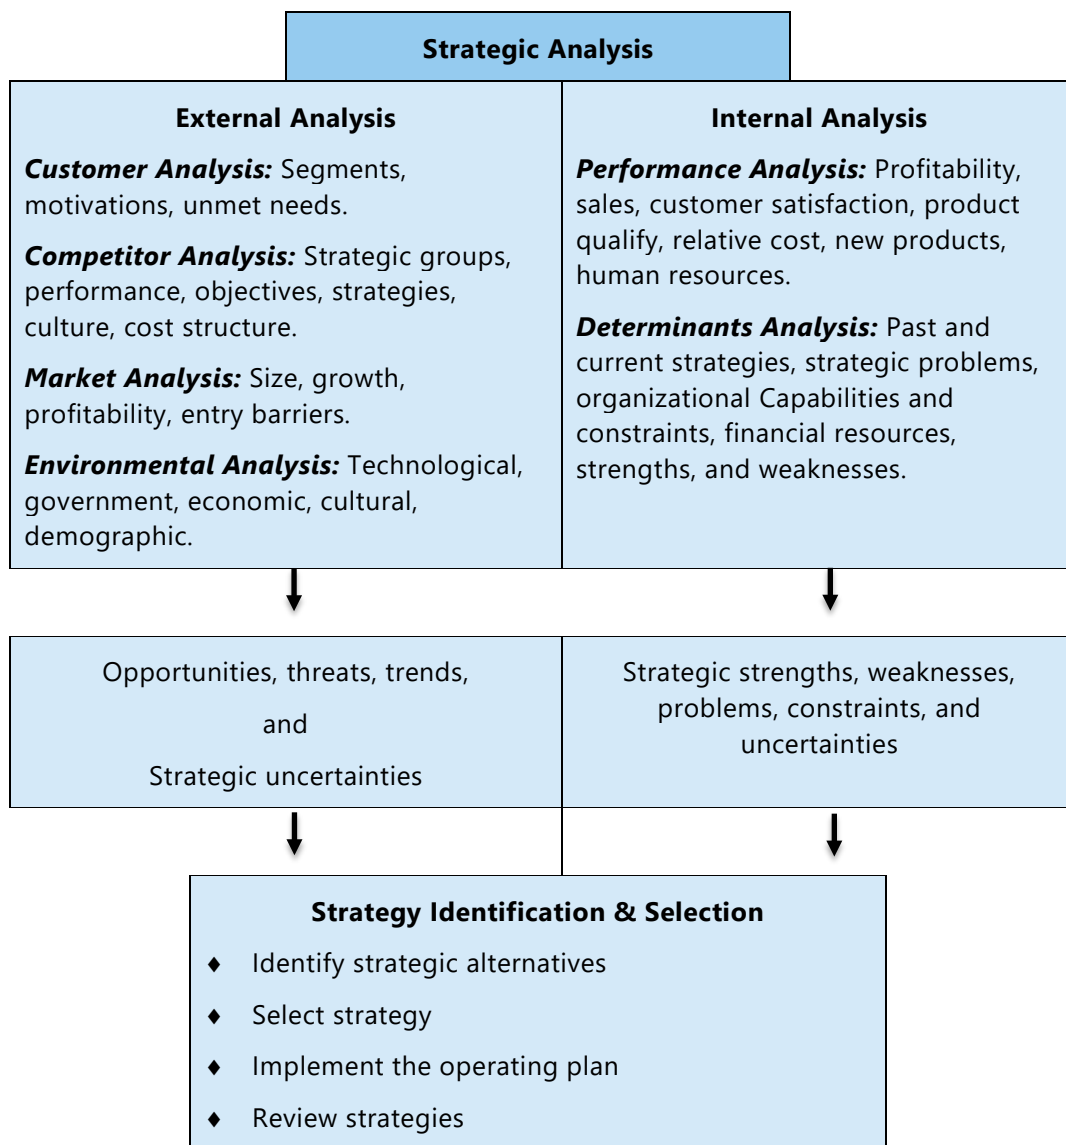 Strategic Analysis
External Analysis
Customer Analysis: Segments,
motivations, unmet needs.
Competitor Analysis: Strategic groups,
performance, objectives, strategies,
culture, cost structure.
Market Analysis: Size, growth,
profitability, entry barriers.
Environmental Analysis: Technological,
government, economic, cultural,
demographic.
Internal Analysis
Performance Analysis: Profitability,
sales, customer satisfaction, product
qualify, relative cost, new products,
human resources.
Determinants Analysis: Past and
current strategies, strategic problems,
organizational Capabilities and
constraints, financial resources,
strengths, and weaknesses.
Opportunities, threats, trends,
and
Strategic uncertainties
Strategic strengths, weaknesses,
problems, constraints, and
uncertainties
Strategy Identification & Selection
♦ Identify strategic alternatives
♦ Select strategy
♦ Implement the operating plan
♦ Review strategies